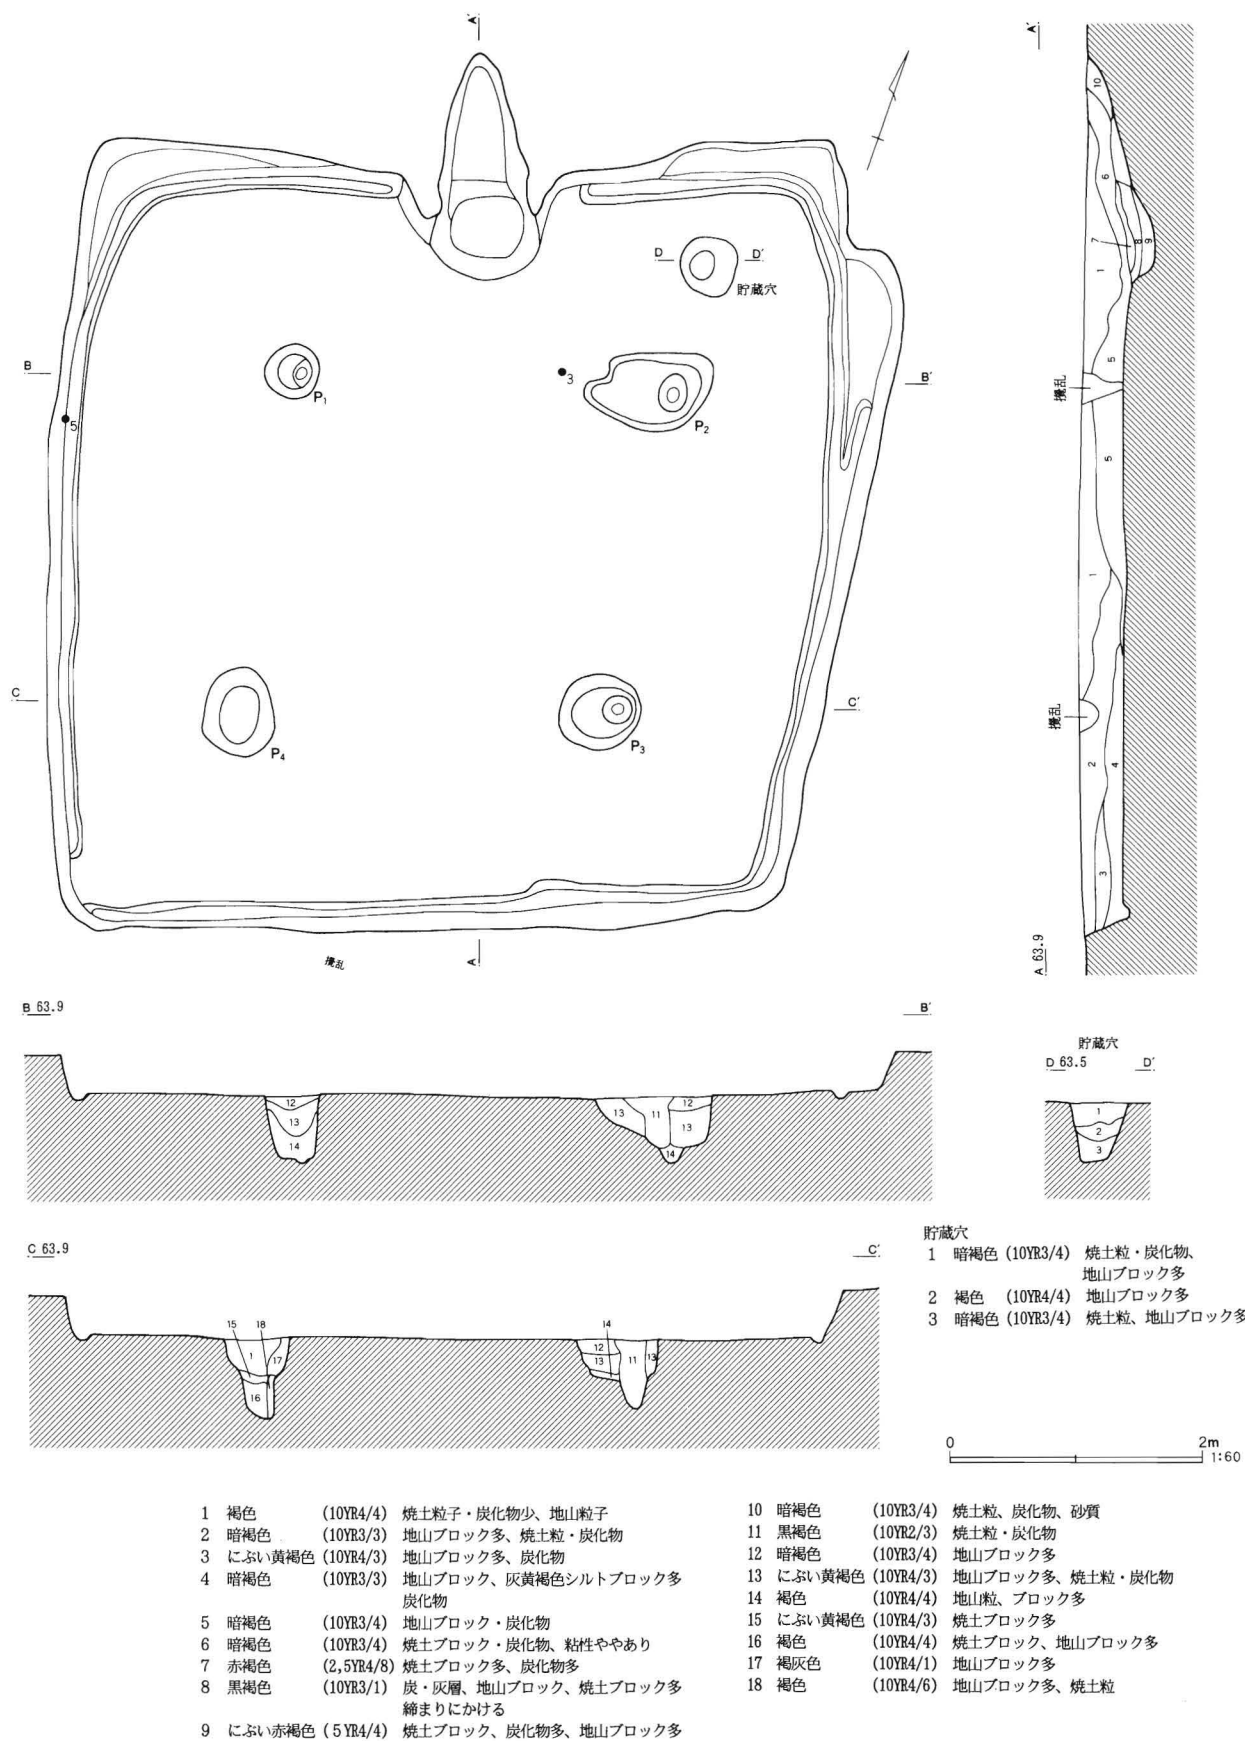 A′
A′
D
D′
貯蔵穴
B
3
B′
P₁
5
P₂
攪乱
C
C′
P₄
P₃
攪乱
A
攪乱
A 63.9
10
6
7
8
9
1
5
5
1
2
4
3
B 63.9
B′
貯蔵穴
D 63.5
D′
12
13
14
13
11
12
13
14
1
2
3
C 63.9
C′
15
18
14
1
17
16
12
13
11
13
貯蔵穴
1 暗褐色 (10YR3/4) 焼土粒・炭化物、
地山ブロック多
2 褐色 (10YR4/4) 地山ブロック多
3 暗褐色 (10YR3/4) 焼土粒、地山ブロック多
0
2m
1:60
1 褐色 (10YR4/4) 焼土粒子・炭化物少、地山粒子
2 暗褐色 (10YR3/3) 地山ブロック多、焼土粒・炭化物
3 にぶい黄褐色 (10YR4/3) 地山ブロック多、炭化物
4 暗褐色 (10YR3/3) 地山ブロック、灰黄褐色シルトブロック多
炭化物
5 暗褐色 (10YR3/4) 地山ブロック・炭化物
6 暗褐色 (10YR3/4) 焼土ブロック・炭化物、粘性ややあり
7 赤褐色 (2,5YR4/8) 焼土ブロック多、炭化物多
8 黒褐色 (10YR3/1) 炭・灰層、地山ブロック、焼土ブロック多
締まりにかける
9 にぶい赤褐色 (5YR4/4) 焼土ブロック、炭化物多、地山ブロック多
10 暗褐色 (10YR3/4) 焼土粒、炭化物、砂質
11 黒褐色 (10YR2/3) 焼土粒・炭化物
12 暗褐色 (10YR3/4) 地山ブロック多
13 にぶい黄褐色 (10YR4/3) 地山ブロック多、焼土粒・炭化物
14 褐色 (10YR4/4) 地山粒、ブロック多
15 にぶい黄褐色 (10YR4/3) 焼土ブロック多
16 褐色 (10YR4/4) 焼土ブロック、地山ブロック多
17 褐灰色 (10YR4/1) 地山ブロック多
18 褐色 (10YR4/6) 地山ブロック多、焼土粒